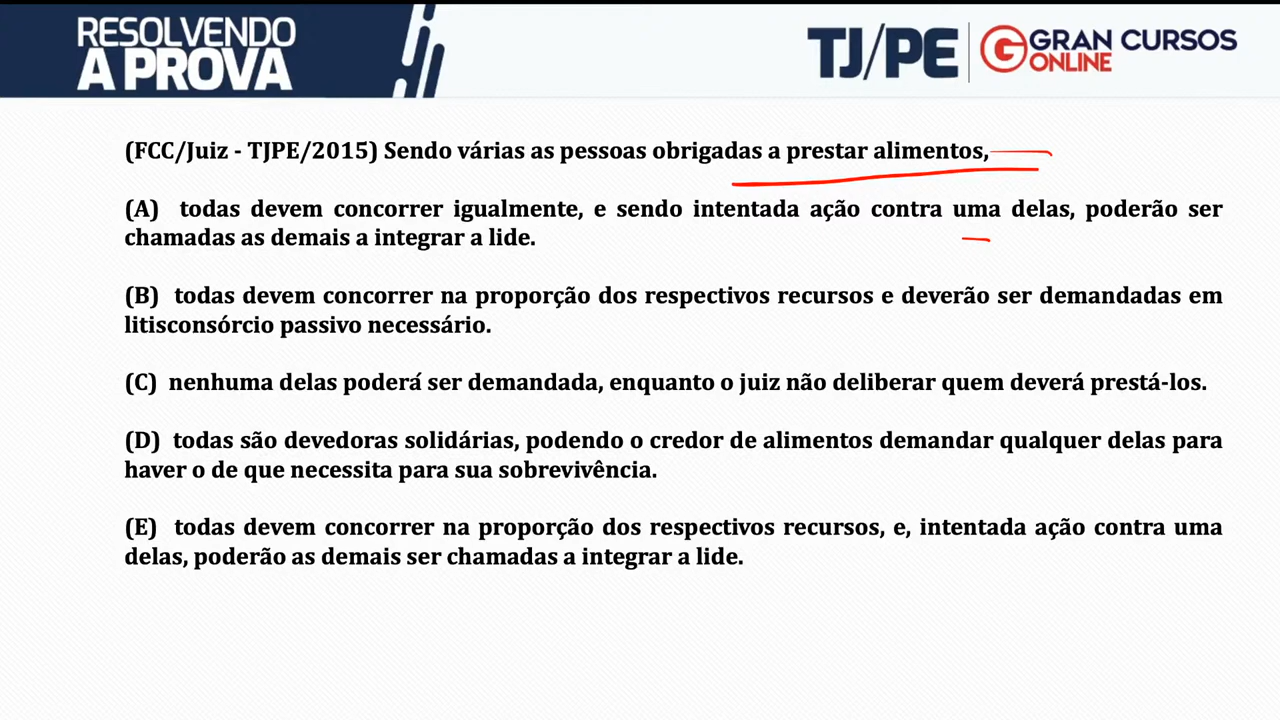 RESOLVENDO
A PROVA
TJ/PE
GRAN CURSOS
ONLINE
(FCC/Juiz - TJPE/2015) Sendo várias as pessoas obrigadas a prestar alimentos,
(A) todas devem concorrer igualmente, e sendo intentada ação contra uma delas, poderão ser
chamadas as demais a integrar a lide.
(B) todas devem concorrer na proporção dos respectivos recursos e deverão ser demandadas em
litisconsórcio passivo necessário.
(C) nenhuma delas poderá ser demandada, enquanto o juiz não deliberar quem deverá prestá-los.
(D) todas são devedoras solidárias, podendo o credor de alimentos demandar qualquer delas para
haver o de que necessita para sua sobrevivência.
(E) todas devem concorrer na proporção dos respectivos recursos, e, intentada ação contra uma
delas, poderão as demais ser chamadas a integrar a lide.